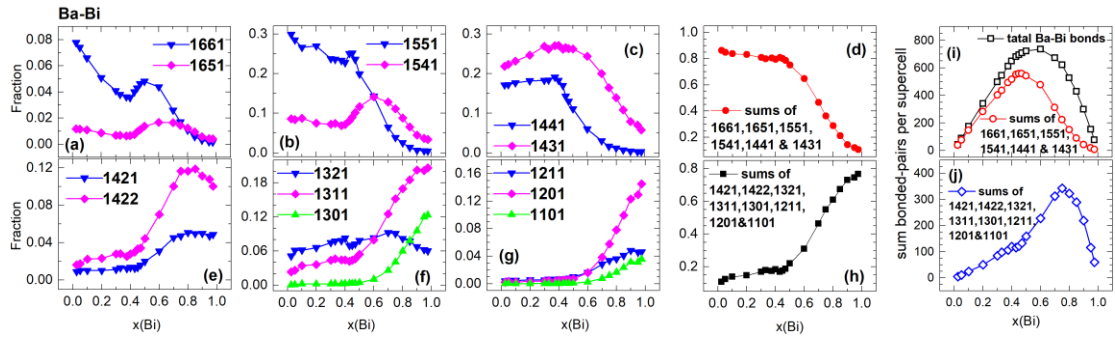 Ba-Bi
Fraction
0.08
0.06
0.04
0.02
0.00
1661
1651
(a)
0.3
0.2
0.1
0.0
1551
1541
(b)
0.3
0.2
0.1
0.0
(c)
1441
1431
1.0
0.8
0.6
0.4
0.2
(d)
sums of
1661,1651,1551,
1541,1441 & 1431
sum bonded-pairs per supercell
800
600
400
200
0
(i)
tatal Ba-Bi bonds
sums of
1661,1651,1551,
1541,1441 & 1431
Fraction
0.12
0.08
0.04
0.00
1421
1422
(e)
0.0 0.2 0.4 0.6 0.8 1.0
x(Bi)
0.18
0.12
0.06
0.00
1321
1311
1301
(f)
0.0 0.2 0.4 0.6 0.8 1.0
x(Bi)
0.15
0.10
0.05
0.00
1211
1201
1101
(g)
0.0 0.2 0.4 0.6 0.8 1.0
x(Bi)
0.8
0.6
0.4
0.2
sums of
1421,1422,1321,
1311,1301,1211,
1201&1101
(h)
0.0 0.2 0.4 0.6 0.8 1.0
x(Bi)
400
300
200
100
0
(j)
sums of
1421,1422,1321,
1311,1301,1211,
1201&1101
0.0 0.2 0.4 0.6 0.8 1.0
x(Bi)